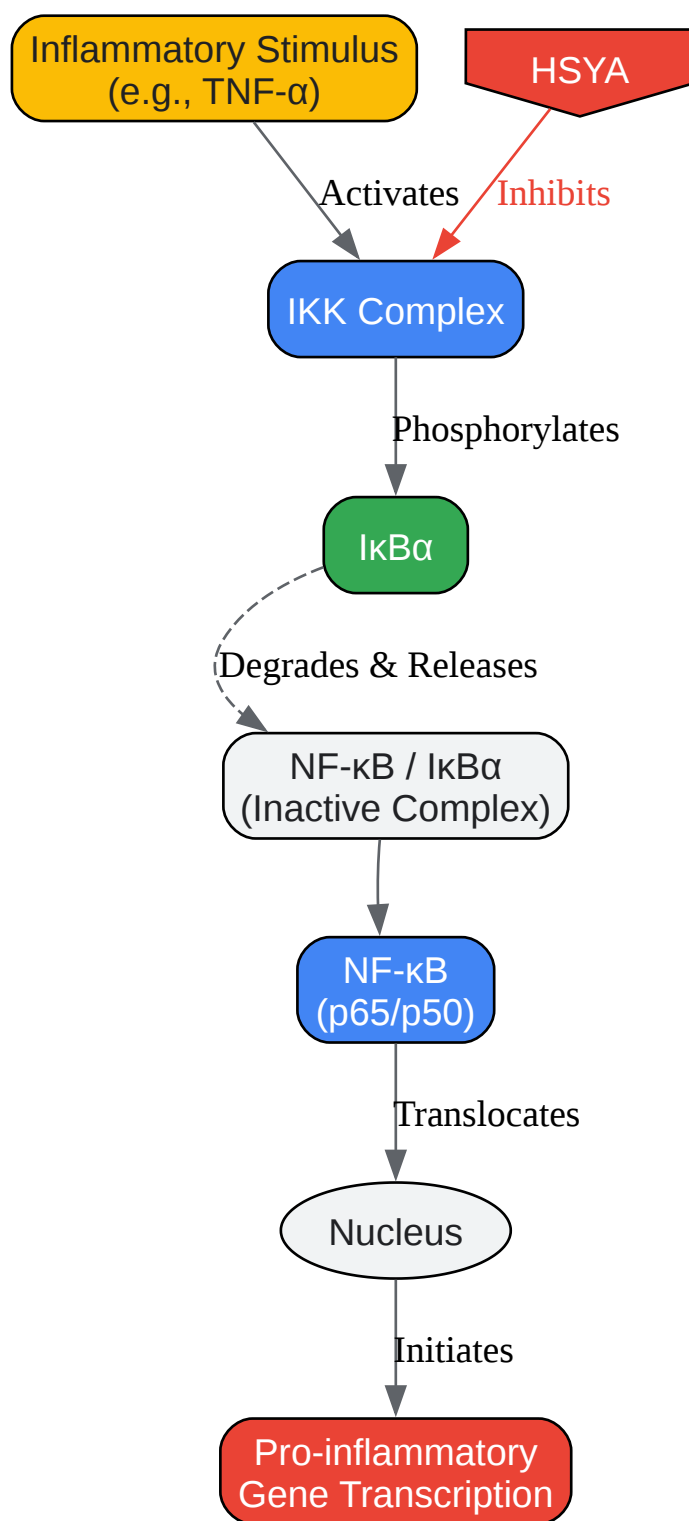 Inflammatory Stimulus
(e.g., TNF-α)
HSYA
Activates
Inhibits
IKK Complex
Phosphorylates
IκBα
Degrades & Releases
NF-κB / IκBα
(Inactive Complex)
NF-κB
(p65/p50)
Translocates
Nucleus
Initiates
Pro-inflammatory
Gene Transcription